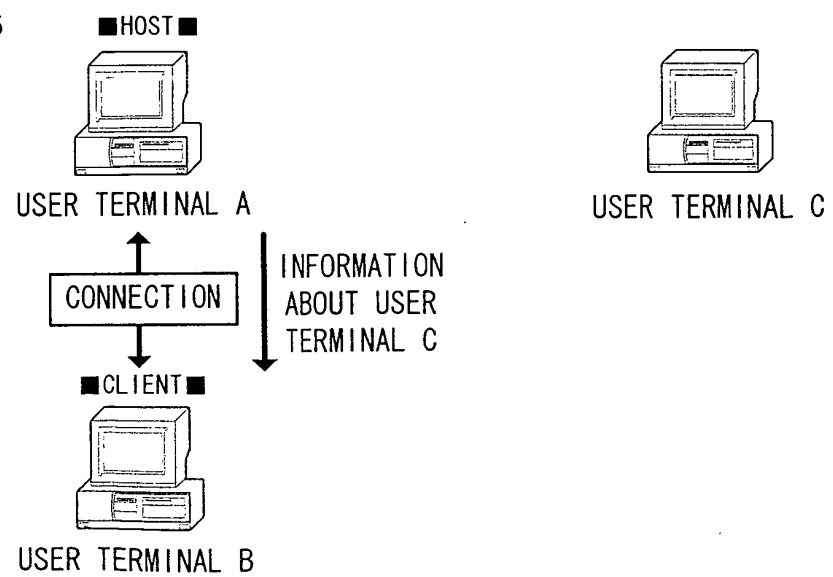 ■HOST■
USER TERMINAL A
USER TERMINAL C
CONNECTION
INFORMATION
ABOUT USER
TERMINAL C
■CLIENT■
USER TERMINAL B